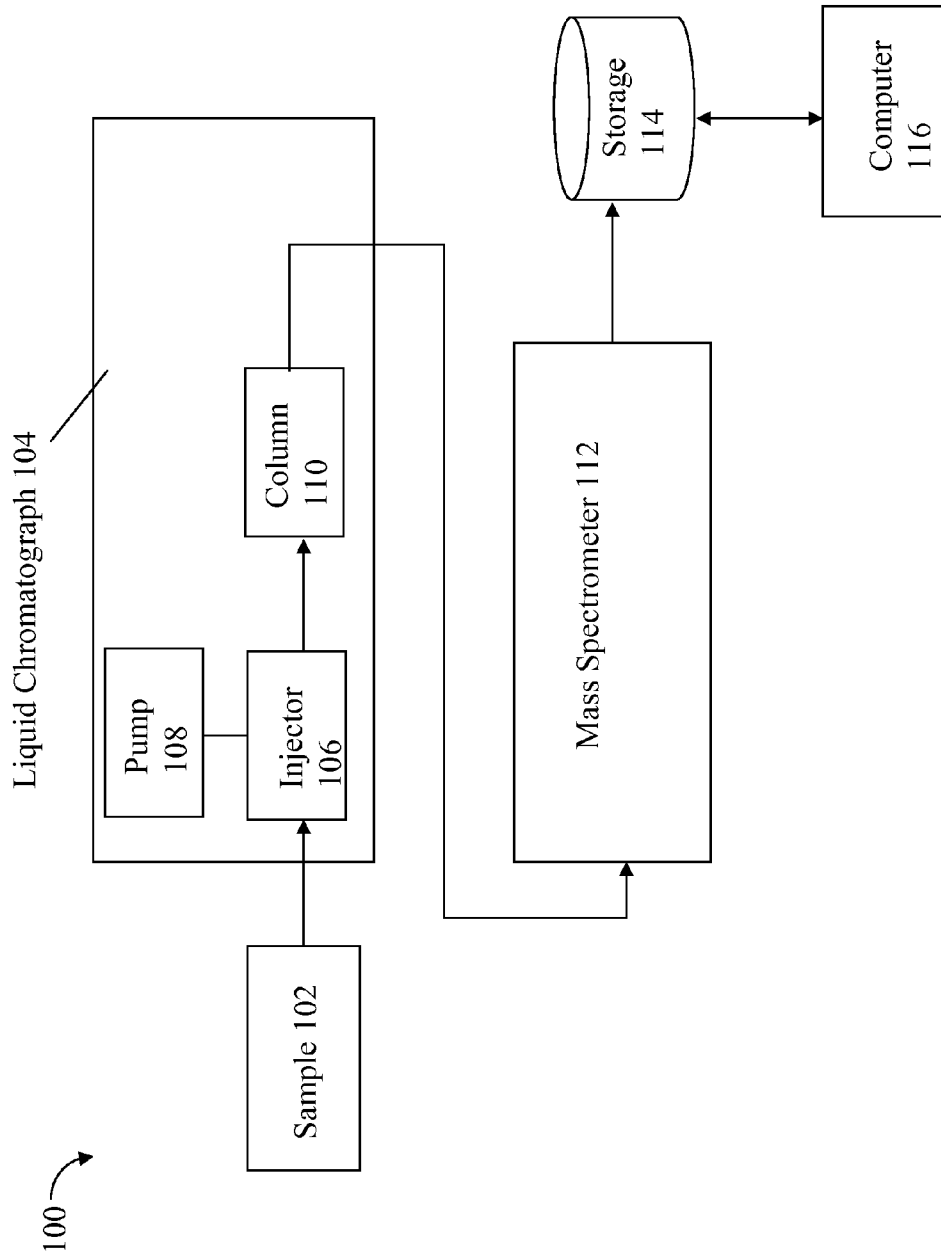 100
Liquid Chromatograph 104
Pump
108
Sample 102
Injector
106
Column
110
Mass Spectrometer 112
Storage
114
Computer
116